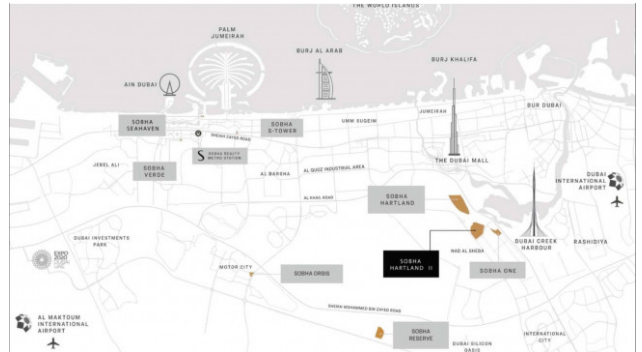 THE WORLD ISLANDS
PALM
JUMEIRAH
BURJ AL ARAB
BURJ KHALIFA
AIN DUBAI
JUMEIRAH
BUR DUBAI
SOBHA
SEAHAVEN
SOBHA
S-TOWER
UMM SUQEIM
SHEIKH ZAYED ROAD
S
SOBHA REALTY
METRO STATION
THE DUBAI MALL
JEBEL ALI
SOBHA
VERDE
AL BARSHA
AL QUOZ INDUSTRIAL AREA
DUBAI
INTERNATIONAL
AIRPORT
AL KHAIL ROAD
SOBHA
HARTLAND
DUBAI INVESTMENTS
PARK
DUBAI CREEK
HARBOUR
RASHIDIYA
NAD AL SHEBA
EXPO
2020
MOTOR CITY
SOBHA ORBIS
SOBHA
HARTLAND II
SOBHA ONE
SHEIKH MOHAMMED BIN ZAYED ROAD
AL MAKTOUM
INTERNATIONAL
AIRPORT
SOBHA
RESERVE
DUBAI SILICON
OASIS
INTERNATIONAL
CITY